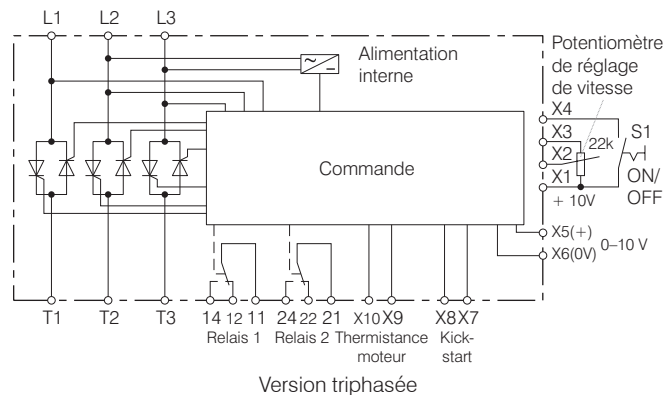 L1 L2 L3
Alimentation
interne
Potentiomètre
de réglage
de vitesse
X4
X3
X2
X1
22k
S1
ON/
OFF
+ 10V
Commande
X5(+)
X6(0V)
0–10 V
T1 T2 T3 14 12 11 24 22 21 X10 X9 X8 X7
Relais 1 Relais 2 Thermistance Kick-
moteur start
Version triphasée